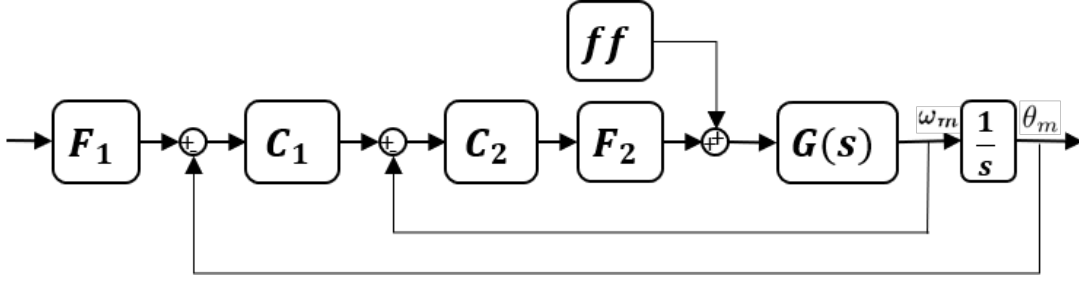 ff
F₁
+
-
C₁
+
-
C₂
F₂
+
+
G(s)
ωₘ
1
s
θₘ